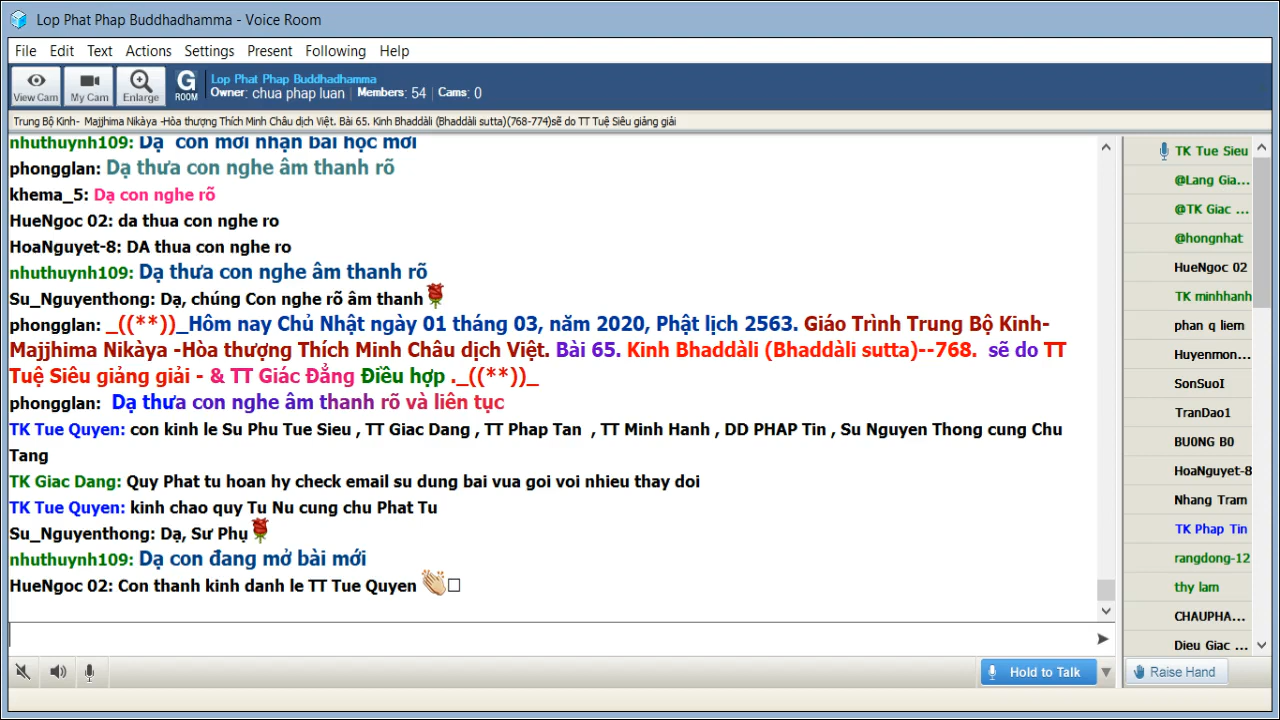 Lop Phat Phap Buddhadhamma - Voice Room
File Edit Text Actions Settings Present Following Help
View Cam My Cam Enlarge G ROOM
Lop Phat Phap Buddhadhamma
Owner: chua phap luan Members: 54 Cams: 0
Trung Bộ Kinh- Majjhima Nikàya -Hòa thượng Thích Minh Châu dịch Việt. Bài 65. Kinh Bhaddàli (Bhaddàli sutta)(768-774)sẽ do TT Tuệ Siêu giảng giải
nhuthuynh109: Dạ con mới nhận bài học mới
phongglan: Dạ thưa con nghe âm thanh rõ
khema_5: Dạ con nghe rõ
HueNgoc 02: da thua con nghe ro
HoaNguyet-8: DA thua con nghe ro
nhuthuynh109: Dạ thưa con nghe âm thanh rõ
Su_Nguyenthong: Dạ, chúng Con nghe rõ âm thanh
phongglan: _((**))_Hôm nay Chủ Nhật ngày 01 tháng 03, năm 2020, Phật lịch 2563. Giáo Trình Trung Bộ Kinh-
Majjhima Nikàya -Hòa thượng Thích Minh Châu dịch Việt. Bài 65. Kinh Bhaddàli (Bhaddàli sutta)--768. sẽ do TT
Tuệ Siêu giảng giải - & TT Giác Đẳng Điều hợp ._((**))_
phongglan: Dạ thưa con nghe âm thanh rõ và liên tục
TK Tue Quyen: con kinh le Su Phu Tue Sieu , TT Giac Dang , TT Phap Tan , TT Minh Hanh , DD PHAP Tin , Su Nguyen Thong cung Chu
Tang
TK Giac Dang: Quy Phat tu hoan hy check email su dung bai vua goi voi nhieu thay doi
TK Tue Quyen: kinh chao quy Tu Nu cung chu Phat Tu
Su_Nguyenthong: Dạ, Sư Phụ
nhuthuynh109: Dạ con đang mở bài mới
HueNgoc 02: Con thanh kinh danh le TT Tue Quyen
TK Tue Sieu
@Lang Gia...
@TK Giac ...
@hongnhat
HueNgoc 02
TK minhhanh
phan q liem
Huyenmon...
SonSuoI
TranDao1
BU0NG B0
HoaNguyet-8
Nhang Tram
TK Phap Tin
rangdong-12
thy lam
CHAUPHA...
Dieu Giac ...
Hold to Talk
Raise Hand